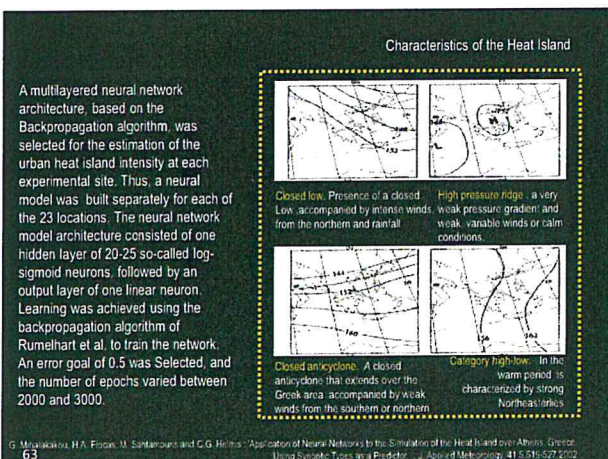 Characteristics of the Heat Island
A multilayered neural network
architecture, based on the
Backpropagation algorithm, was
selected for the estimation of the
urban heat island intensity at each
experimental site. Thus, a neural
model was built separately for each of
the 23 locations. The neural network
model architecture consisted of one
hidden layer of 20-25 so-called log-
sigmoid neurons, followed by an
output layer of one linear neuron.
Learning was achieved using the
backpropagation algorithm of
Rumelhart et al, to train the network.
An error goal of 0.5 was Selected, and
the number of epochs varied between
2000 and 3000.
Closed low. Presence of a closed
Low, accompanied by intense winds,
from the northern and rainfall
High pressure ridge: a very
weak pressure gradient and
weak, variable winds or calm
conditions.
144
152
160
156
162
Closed anticyclone. A closed
anticyclone that extends over the
Greek area, accompanied by weak
winds from the southern or northern
Category high-low: In the
warm period is
characterized by strong
Northeasterlies
G. Mihalakakou, H.A. Flocas, M. Santamouris and C.G. Helmis: 'Application of Neural Networks to the Simulation of the Heat Island over Athens, Greece,
Using Synoptic Types as a Predictor', J. Applied Meteorology, 41,5,519-527,2002
63